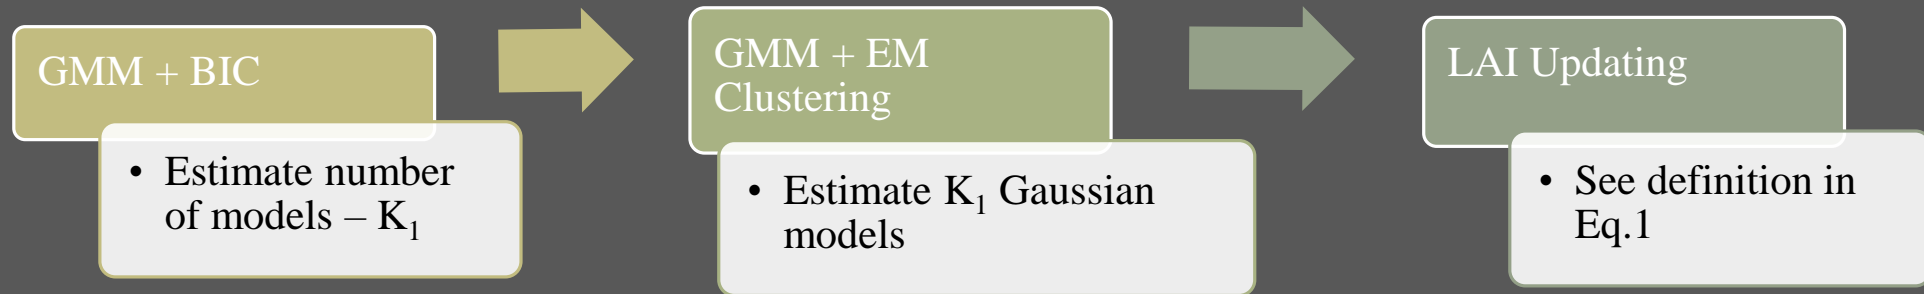 GMM + BIC
• Estimate number
of models – K₁
GMM + EM
Clustering
• Estimate K₁ Gaussian
models
LAI Updating
• See definition in
Eq.1